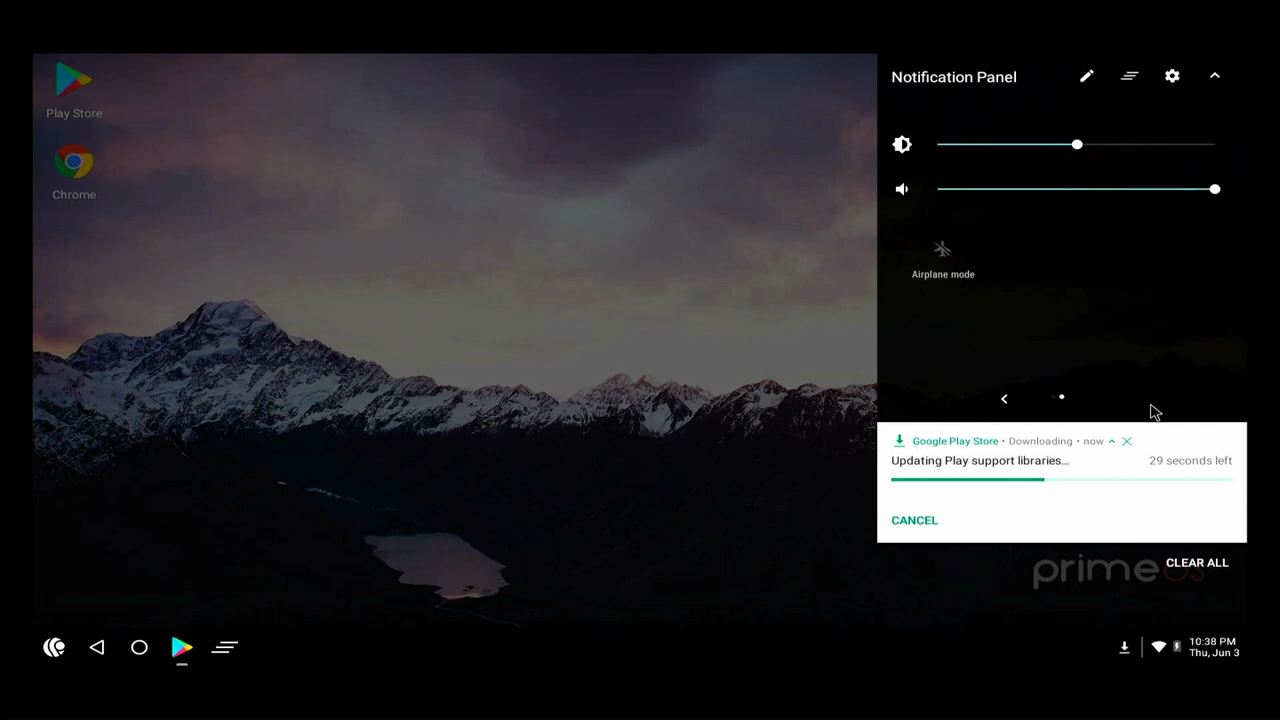 Play Store
Chrome
Notification Panel
Airplane mode
Google Play Store • Downloading • now
Updating Play support libraries... 29 seconds left
CANCEL
CLEAR ALL
primeOS
10:38 PM
Thu, Jun 3